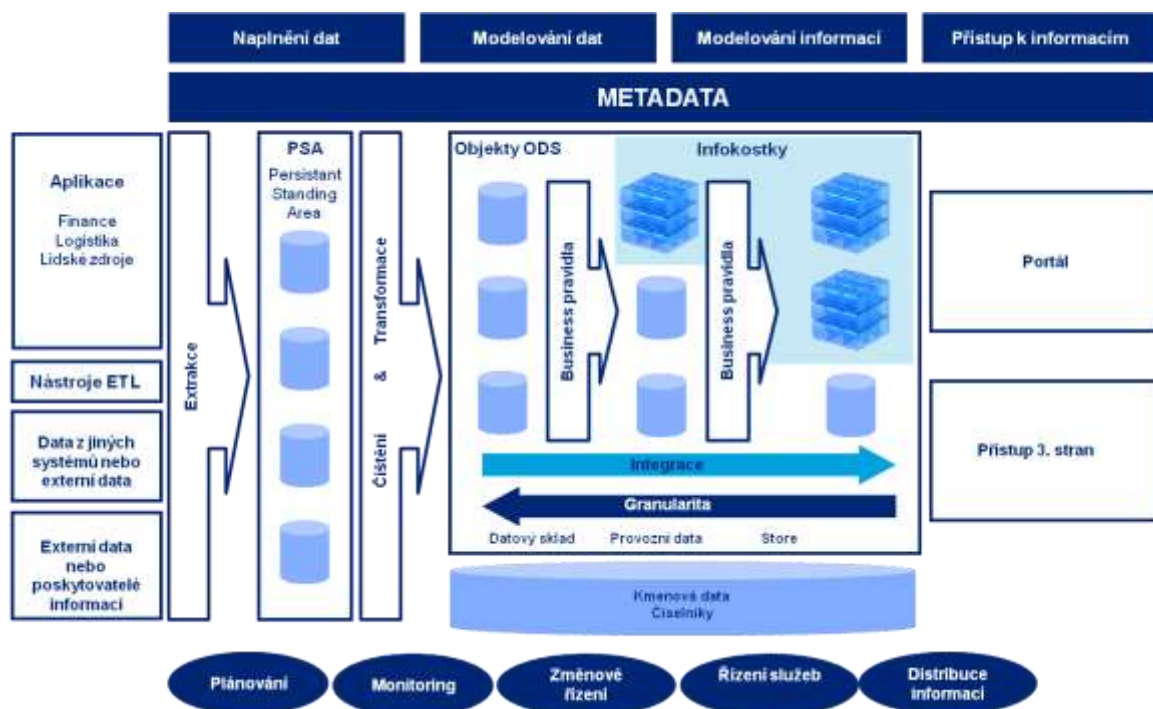 Naplnění dat
Modelování dat
Modelování informací
Přístup k informacím
METADATA
Aplikace
Finance
Logistika
Lidské zdroje
Nástroje ETL
Data z jiných
systémů nebo
externí data
Externí data
nebo
poskytovatelé
informací
Extrakce
PSA
Persistant
Standing
Area
Čištění & Transformace
Objekty ODS
Infokostky
Business pravidla
Business pravidla
Integrace
Granularita
Datový sklad
Provozní data
Store
Kmenová data
Číselníky
Portál
Přístup 3. stran
Plánování
Monitoring
Změnové
řízení
Řízení služeb
Distribuce
informací